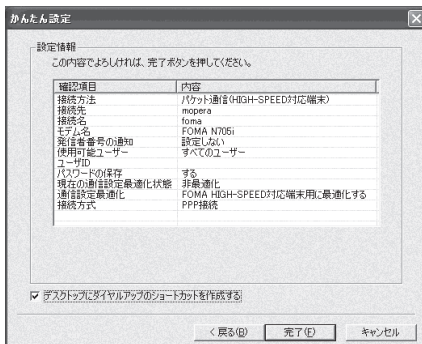 かんたん設定
設定情報
この内容でよろしければ、完了ボタンを押してください。
確認項目 内容
接続方法 パケット通信(HIGH-SPEED対応端末)
接続先 mopera
接続名 foma
モデム名 FOMA N705i
発信者番号の通知 設定しない
使用可能ユーザー すべてのユーザー
ユーザID
パスワードの保存 する
現在の通信設定最適化状態 非最適化
通信設定最適化 FOMA HIGH-SPEED対応端末用に最適化する
接続方式 PPP接続
デスクトップにダイヤルアップのショートカットを作成する
< 戻る(B) 完了(F) キャンセル